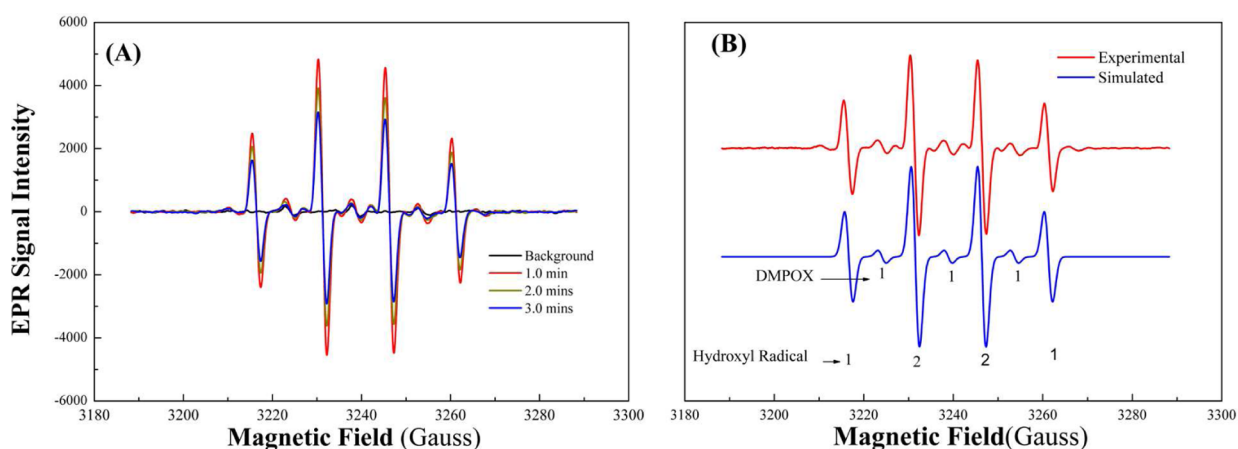 (A)
EPR Signal Intensity
6000
4000
2000
0
-2000
-4000
-6000
Background
1.0 min
2.0 mins
3.0 mins
3180 3200 3220 3240 3260 3280 3300
Magnetic Field (Gauss)
(B)
Experimental
Simulated
DMPOX 1 1 1
Hydroxyl Radical 1 2 2 1
3180 3200 3220 3240 3260 3280 3300
Magnetic Field(Gauss)